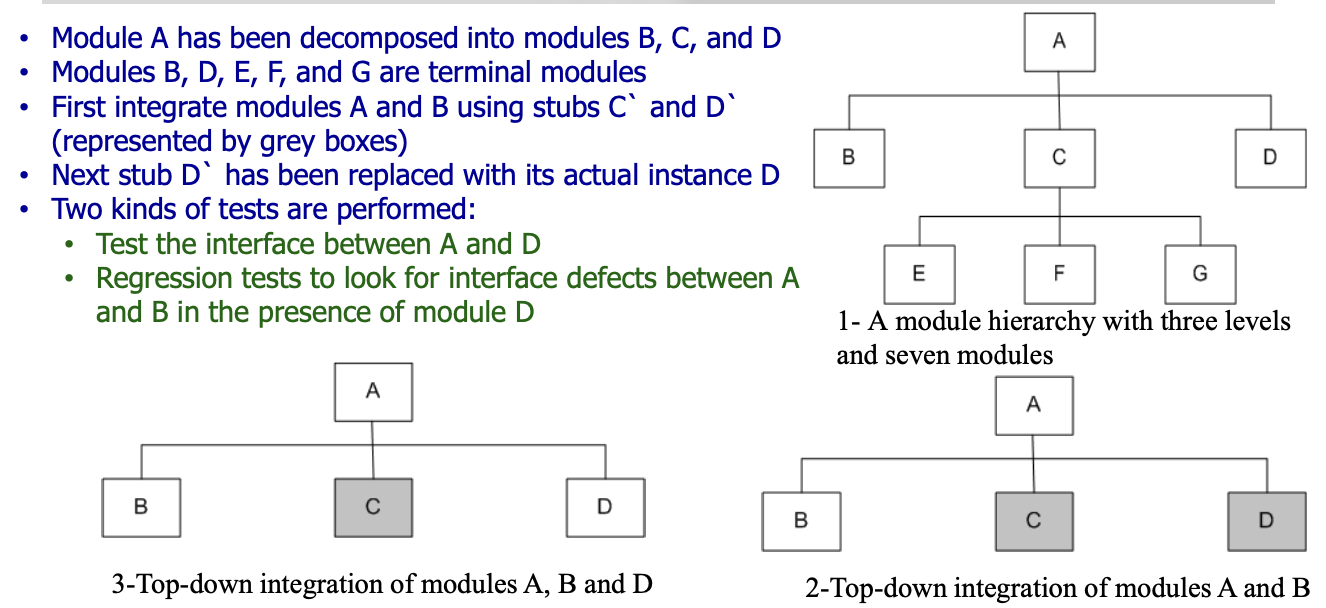 • Module A has been decomposed into modules B, C, and D
• Modules B, D, E, F, and G are terminal modules
• First integrate modules A and B using stubs C` and D`
(represented by grey boxes)
• Next stub D` has been replaced with its actual instance D
• Two kinds of tests are performed:
• Test the interface between A and D
• Regression tests to look for interface defects between A
and B in the presence of module D
A
B C D
E F G
1- A module hierarchy with three levels
and seven modules
A
B C D
3-Top-down integration of modules A, B and D
A
B C D
2-Top-down integration of modules A and B